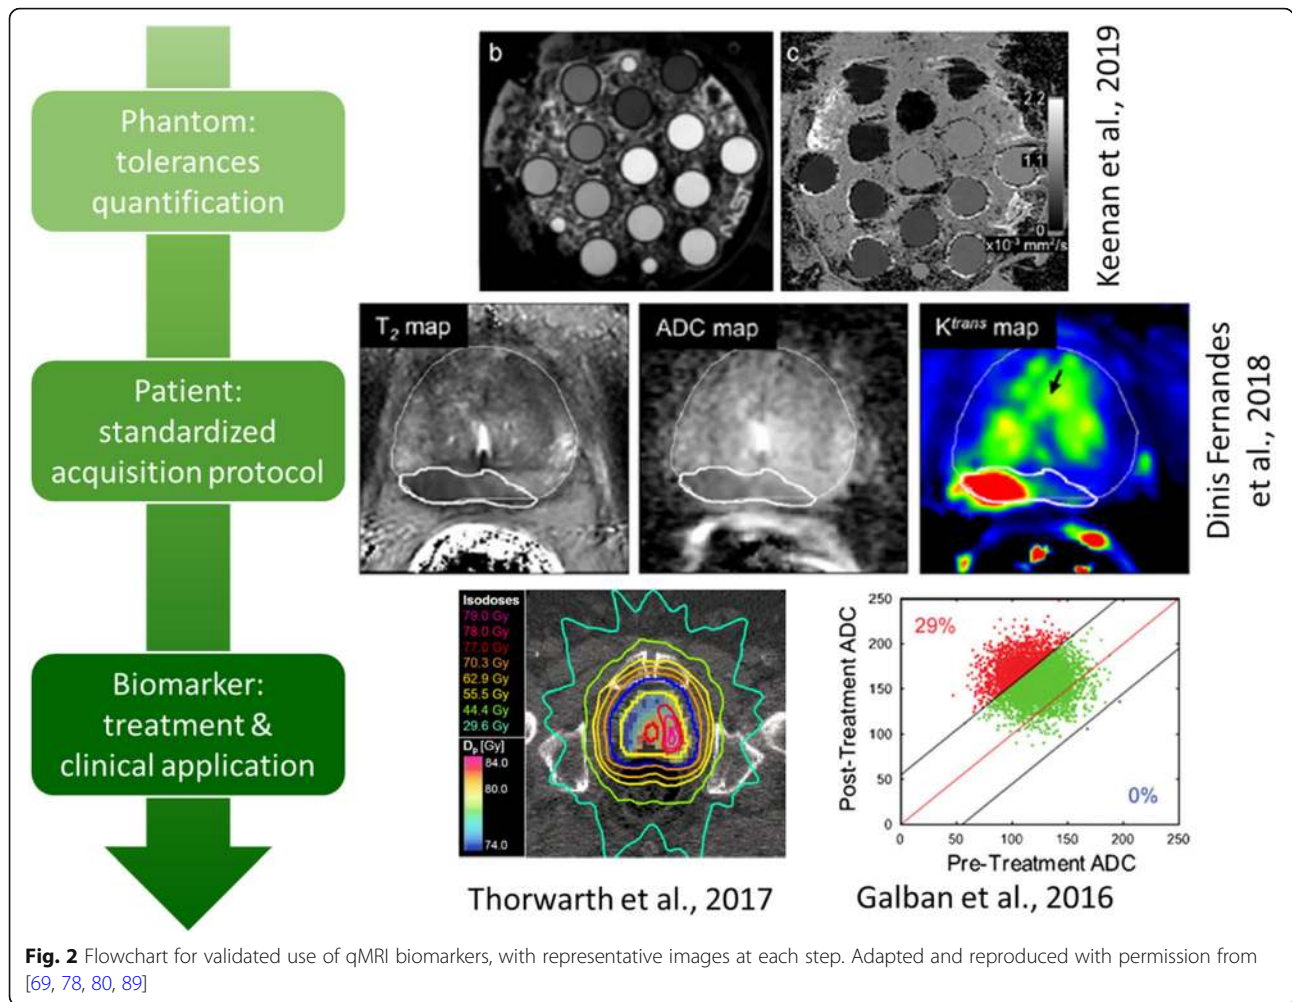 Phantom:
tolerances
quantification
b
c
2.2
1.1
0
x10⁻³ mm²/s
Keenan et al., 2019
Patient:
standardized
acquisition protocol
T₂ map
ADC map
Kᵗʳᵃⁿˢ map
Dinis Fernandes
et al., 2018
Biomarker:
treatment &
clinical application
Isodoses
79.0 Gy
78.0 Gy
77.0 Gy
70.3 Gy
62.9 Gy
55.5 Gy
44.4 Gy
29.6 Gy
Dₚ [Gy]
84.0
80.0
74.0
Thorwarth et al., 2017
Post-Treatment ADC
250
200
150
100
50
0
29%
0%
0 50 100 150 200 250
Pre-Treatment ADC
Galban et al., 2016
Fig. 2 Flowchart for validated use of qMRI biomarkers, with representative images at each step. Adapted and reproduced with permission from
[69, 78, 80, 89]